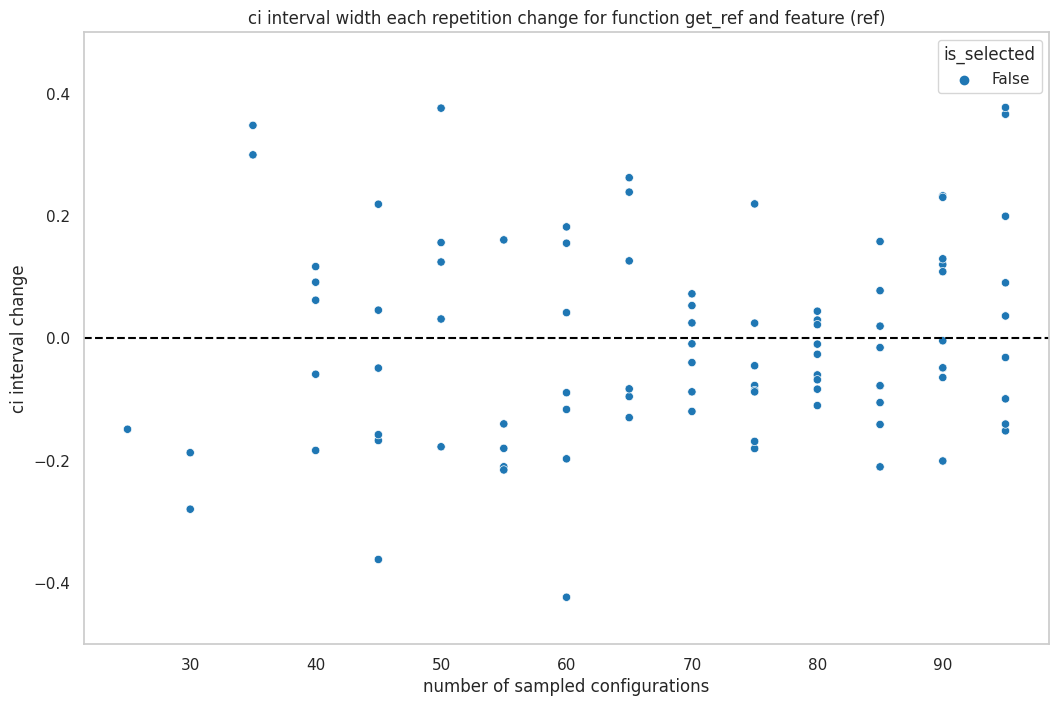 ci interval width each repetition change for function get_ref and feature (ref)
is_selected
False
ci interval change
0.4
0.2
0.0
−0.2
−0.4
30 40 50 60 70 80 90
number of sampled configurations